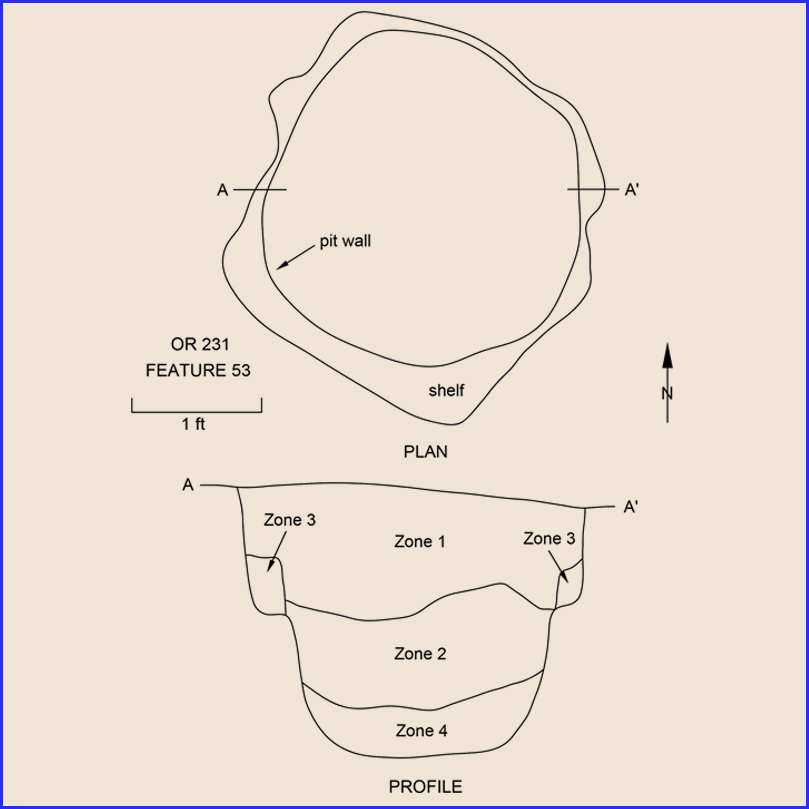 A
A'
pit wall
OR 231
FEATURE 53
shelf
N
1 ft
PLAN
A
A'
Zone 3
Zone 1
Zone 3
Zone 2
Zone 4
PROFILE